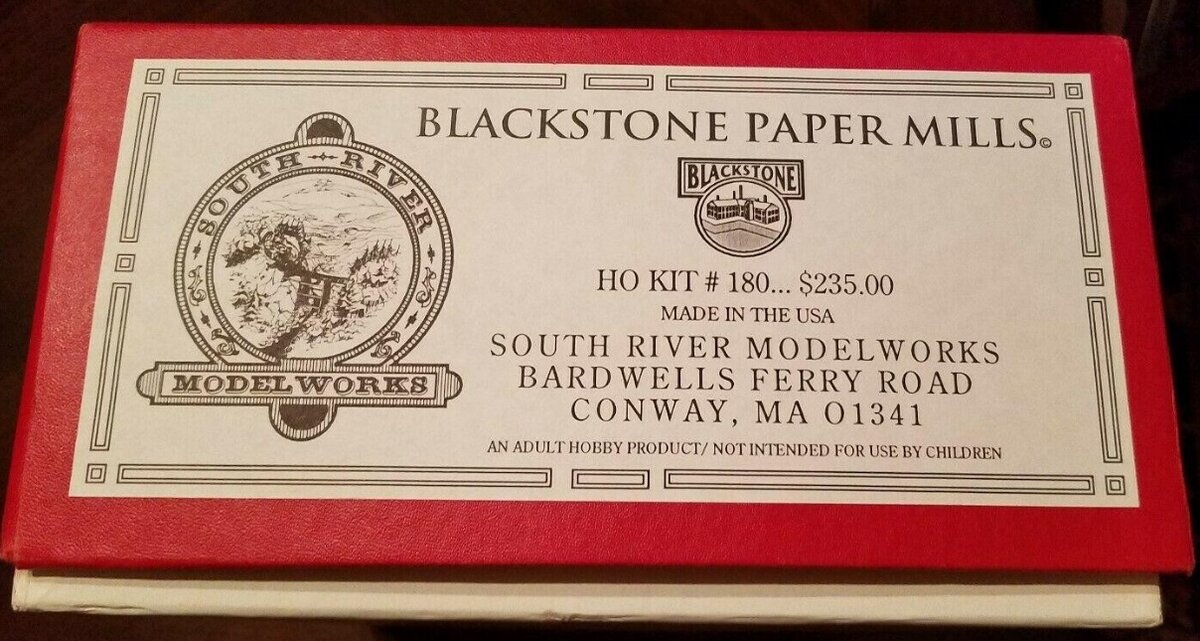 SOUTH RIVER
MODELWORKS
BLACKSTONE PAPER MILLS©
BLACKSTONE
HO KIT # 180... $235.00
MADE IN THE USA
SOUTH RIVER MODELWORKS
BARDWELLS FERRY ROAD
CONWAY, MA 01341
AN ADULT HOBBY PRODUCT/ NOT INTENDED FOR USE BY CHILDREN